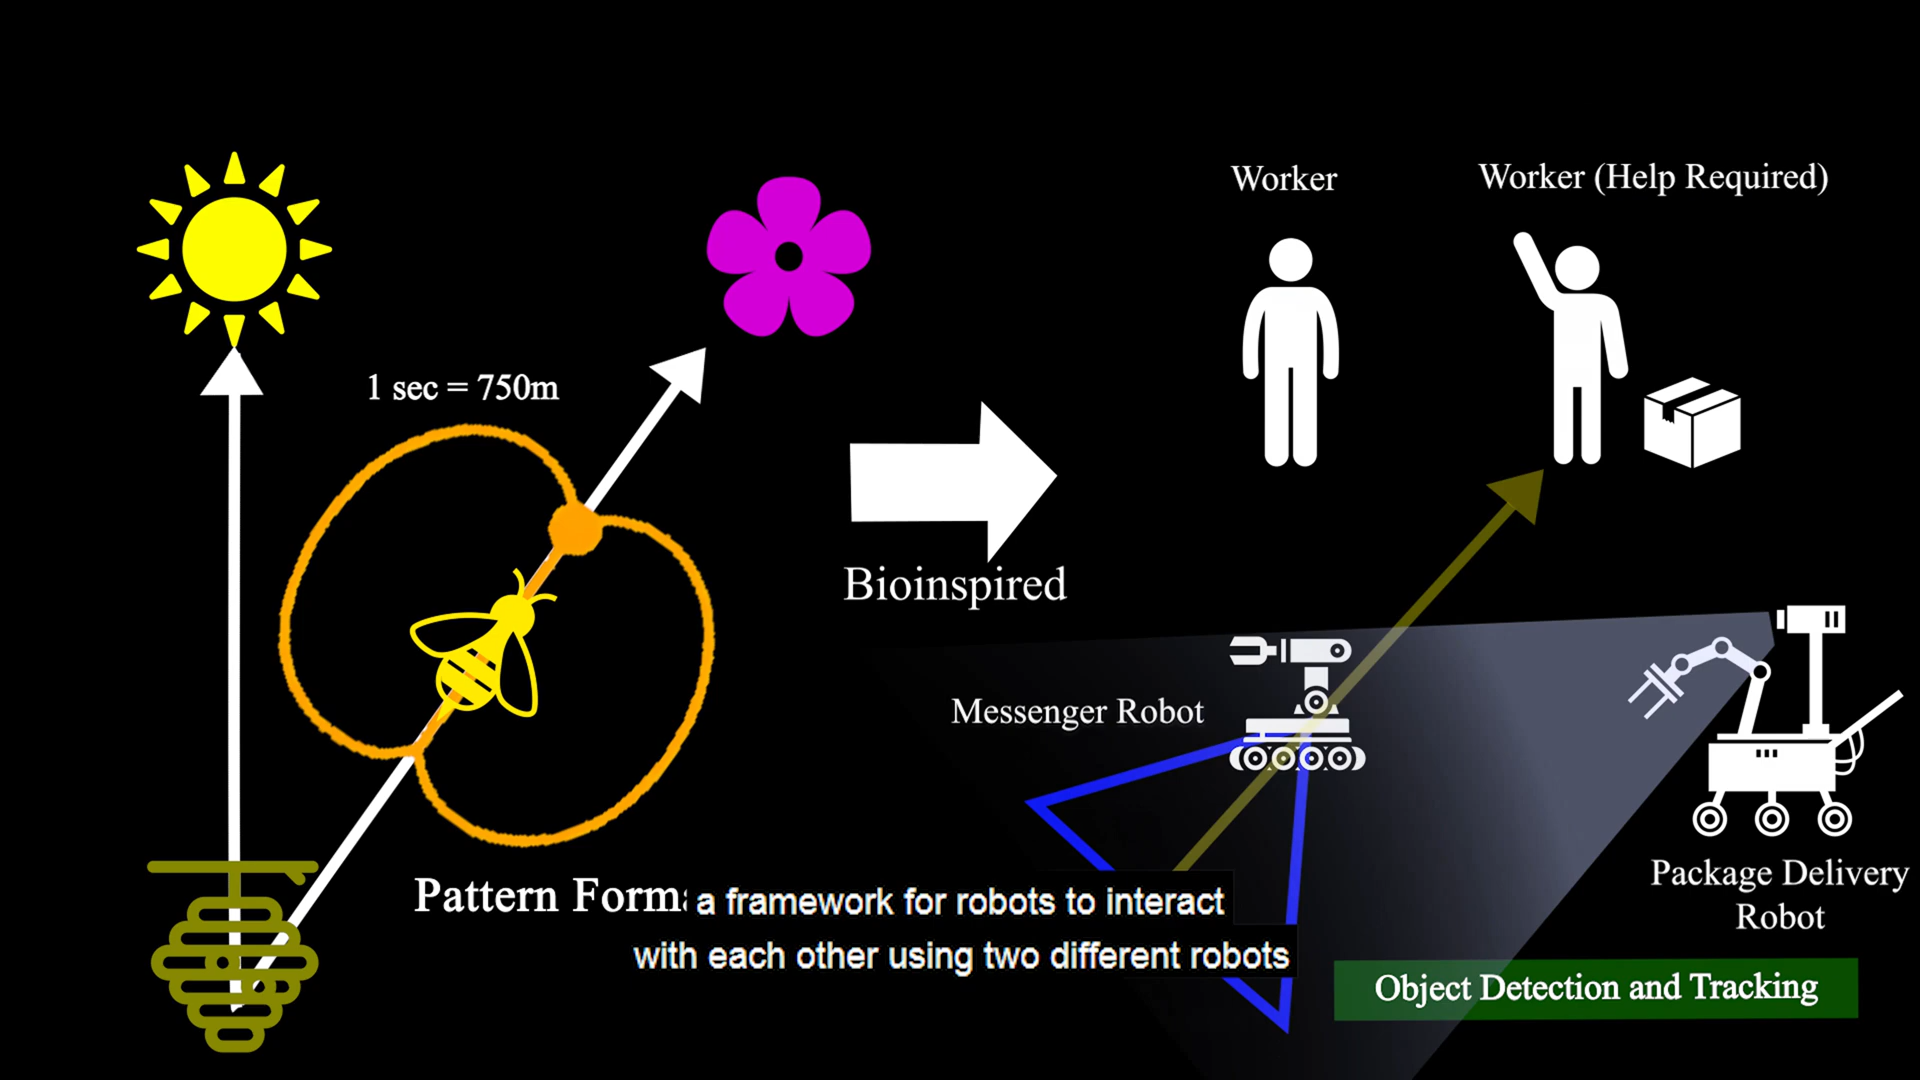 Worker
Worker (Help Required)
1 sec = 750m
Bioinspired
Messenger Robot
Package Delivery
Robot
Pattern
a framework for robots to interact
with each other using two different robots
Object Detection and Tracking